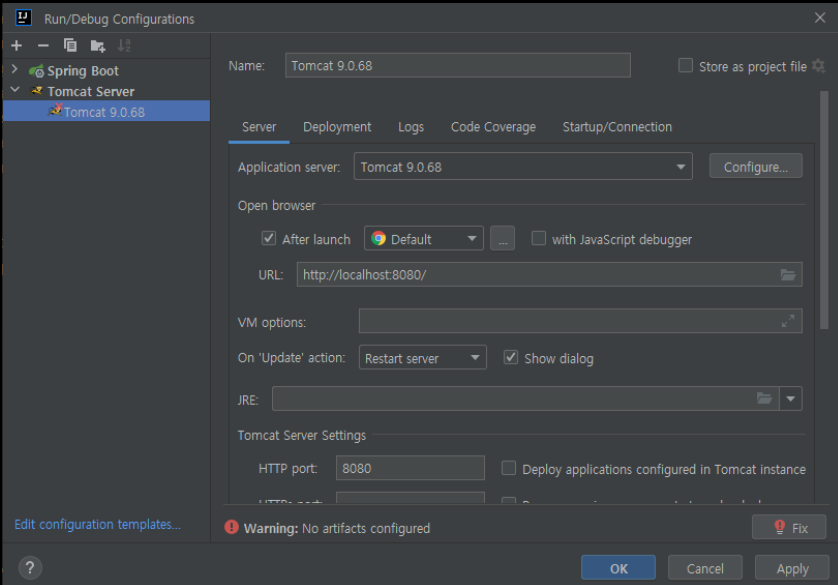 Run/Debug Configurations
Spring Boot
Tomcat Server
Tomcat 9.0.68
Edit configuration templates...
Name: Tomcat 9.0.68 Store as project file
Server Deployment Logs Code Coverage Startup/Connection
Application server: Tomcat 9.0.68 Configure...
Open browser
After launch Default ... with JavaScript debugger
URL: http://localhost:8080/
VM options:
On 'Update' action: Restart server Show dialog
JRE:
Tomcat Server Settings
HTTP port: 8080 Deploy applications configured in Tomcat instance
Warning: No artifacts configured Fix
? OK Cancel Apply